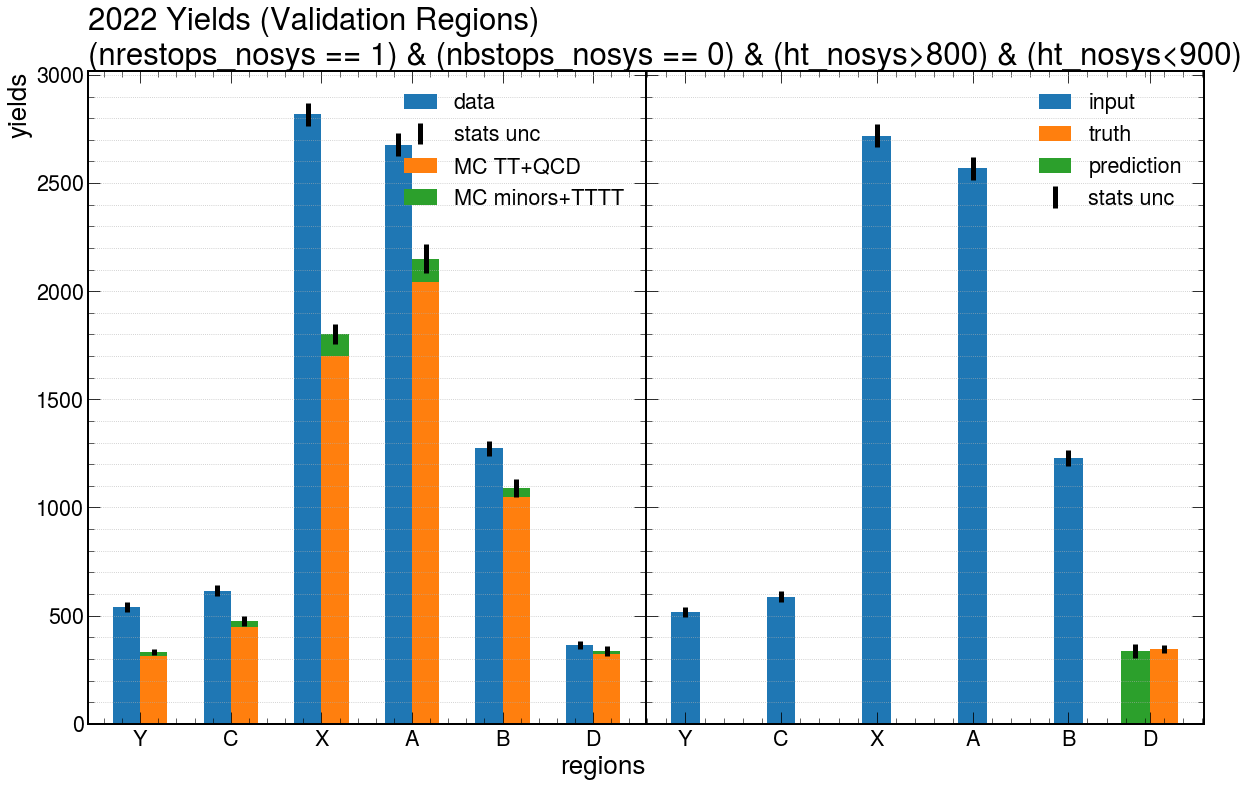 2022 Yields (Validation Regions)
(nrestops_nosys == 1) & (nbstops_nosys == 0) & (ht_nosys>800) & (ht_nosys<900)
yields
3000
2500
2000
1500
1000
500
0
data
stats unc
MC TT+QCD
MC minors+TTTT
input
truth
prediction
stats unc
Y C X A B D
Y C X A B D
regions